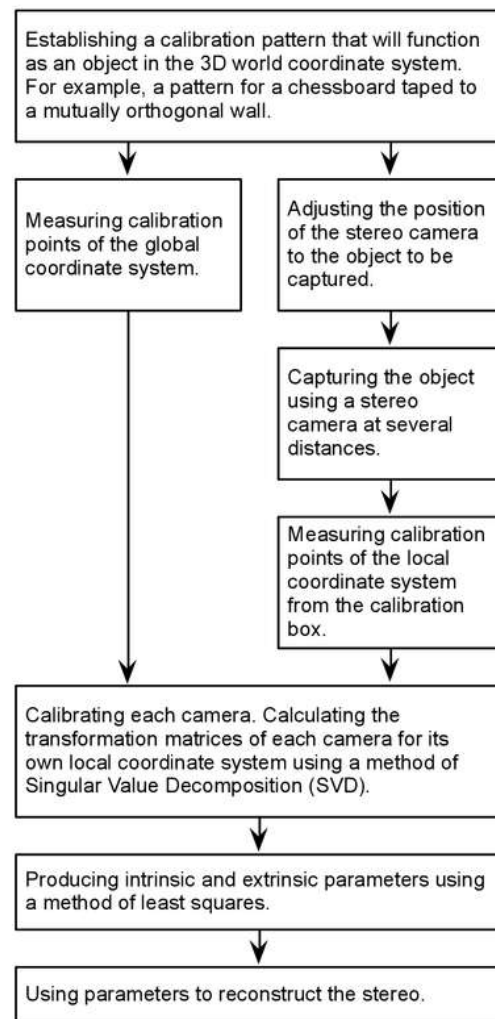 Establishing a calibration pattern that will function
as an object in the 3D world coordinate system.
For example, a pattern for a chessboard taped to
a mutually orthogonal wall.
Measuring calibration
points of the global
coordinate system.
Adjusting the position
of the stereo camera
to the object to be
captured.
Capturing the object
using a stereo
camera at several
distances.
Measuring calibration
points of the local
coordinate system
from the calibration
box.
Calibrating each camera. Calculating the
transformation matrices of each camera for its
own local coordinate system using a method of
Singular Value Decomposition (SVD).
Producing intrinsic and extrinsic parameters using
a method of least squares.
Using parameters to reconstruct the stereo.